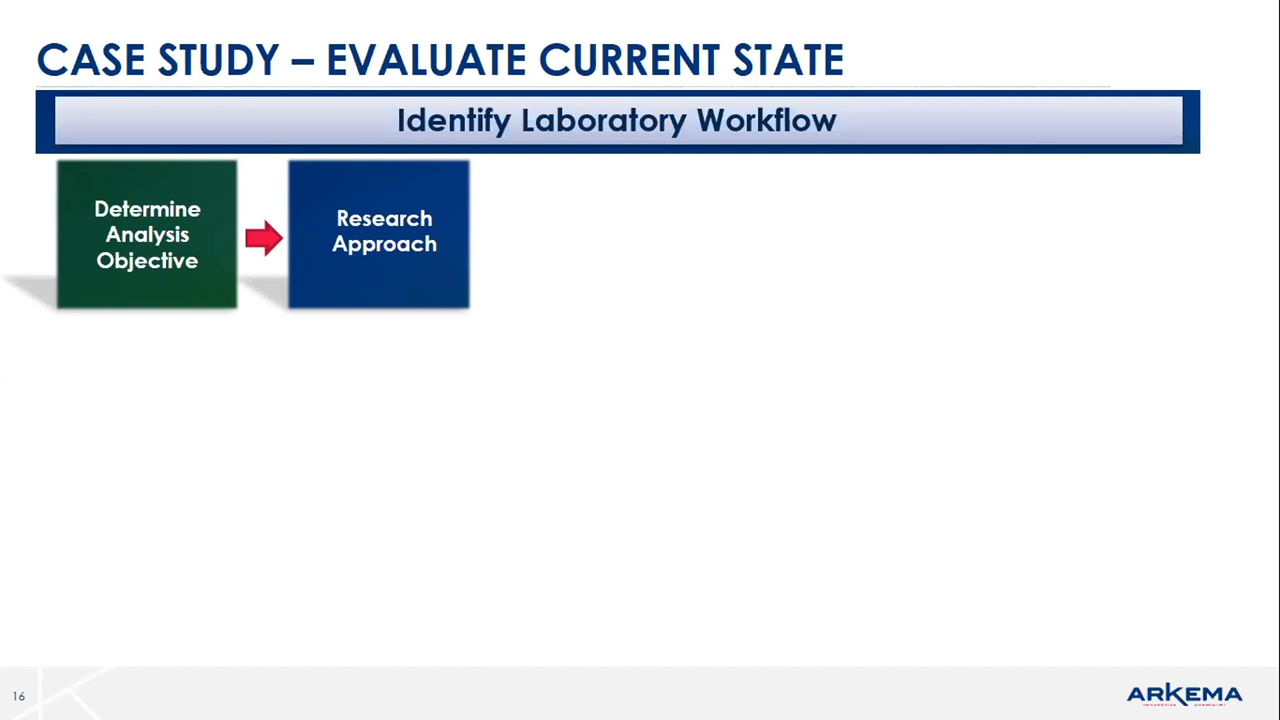 CASE STUDY – EVALUATE CURRENT STATE
Identify Laboratory Workflow
Determine
Analysis
Objective
Research
Approach
16
ARKEMA